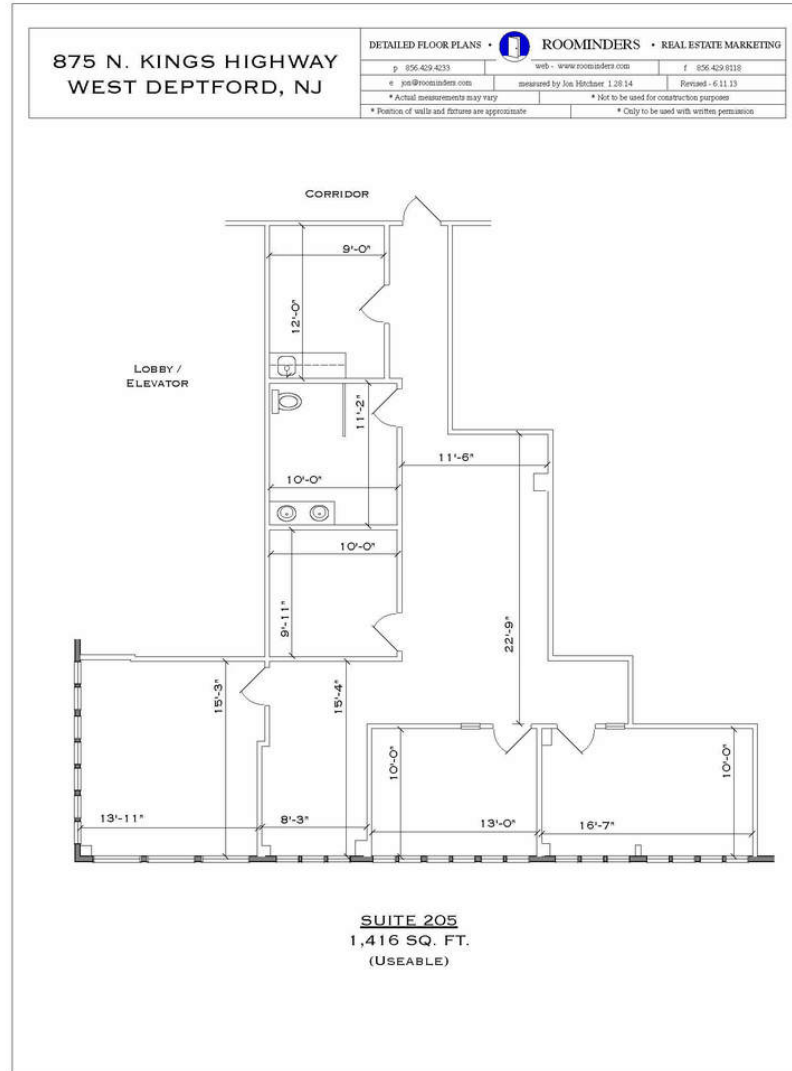 875 N. KINGS HIGHWAY
WEST DEPTFORD, NJ
DETAILED FLOOR PLANS • ROOMINDERS • REAL ESTATE MARKETING
p 856.429.4233 web - www.roominders.com f 856.429.8118
e jon@roominders.com measured by Jon Hitchner 1.28.14 Revised - 6.11.13
* Actual measurements may vary * Not to be used for construction purposes
* Position of walls and fixtures are approximate * Only to be used with written permission
CORRIDOR
9'-0"
12'-0"
LOBBY /
ELEVATOR
11'-2"
10'-0"
11'-6"
10'-0"
9'-11"
22'-9"
15'-3"
15'-4"
10'-0"
10'-0"
13'-11"
8'-3"
13'-0"
16'-7"
SUITE 205
1,416 SQ. FT.
(USEABLE)